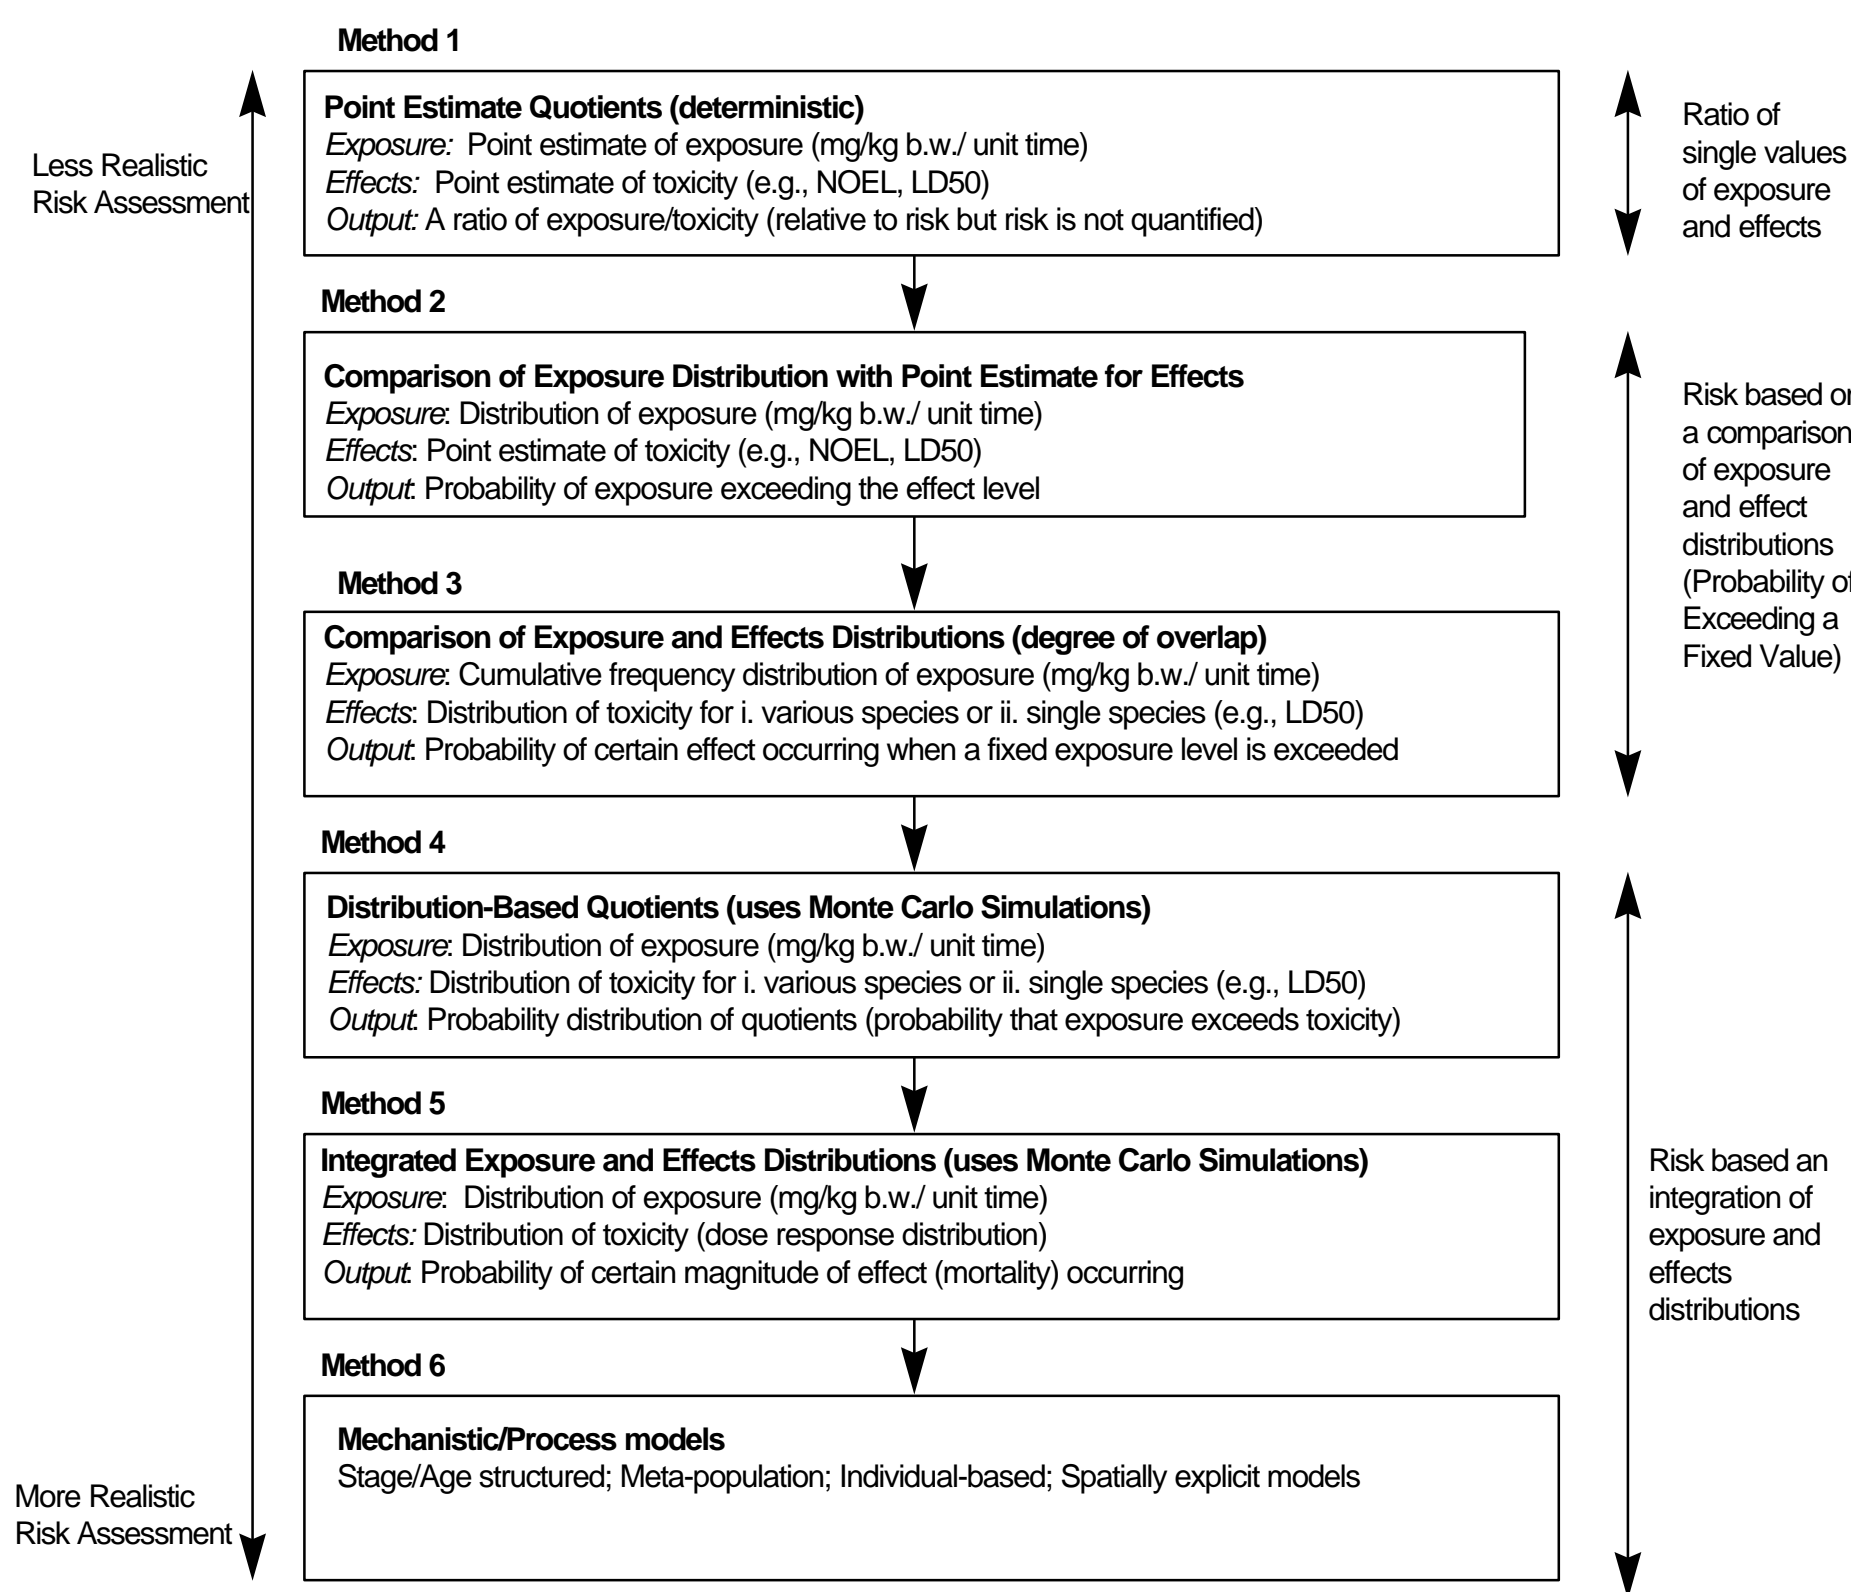 Method 1
Point Estimate Quotients (deterministic)
Exposure: Point estimate of exposure (mg/kg b.w./ unit time)
Effects: Point estimate of toxicity (e.g., NOEL, LD50)
Output: A ratio of exposure/toxicity (relative to risk but risk is not quantified)
Less Realistic
Risk Assessment
Ratio of
single values
of exposure
and effects
Method 2
Comparison of Exposure Distribution with Point Estimate for Effects
Exposure: Distribution of exposure (mg/kg b.w./ unit time)
Effects: Point estimate of toxicity (e.g., NOEL, LD50)
Output: Probability of exposure exceeding the effect level
Risk based on
a comparison
of exposure
and effect
distributions
(Probability of
Exceeding a
Fixed Value)
Method 3
Comparison of Exposure and Effects Distributions (degree of overlap)
Exposure: Cumulative frequency distribution of exposure (mg/kg b.w./ unit time)
Effects: Distribution of toxicity for i. various species or ii. single species (e.g., LD50)
Output: Probability of certain effect occurring when a fixed exposure level is exceeded
Method 4
Distribution-Based Quotients (uses Monte Carlo Simulations)
Exposure: Distribution of exposure (mg/kg b.w./ unit time)
Effects: Distribution of toxicity for i. various species or ii. single species (e.g., LD50)
Output: Probability distribution of quotients (probability that exposure exceeds toxicity)
Method 5
Integrated Exposure and Effects Distributions (uses Monte Carlo Simulations)
Exposure: Distribution of exposure (mg/kg b.w./ unit time)
Effects: Distribution of toxicity (dose response distribution)
Output: Probability of certain magnitude of effect (mortality) occurring
Risk based an
integration of
exposure and
effects
distributions
Method 6
Mechanistic/Process models
Stage/Age structured; Meta-population; Individual-based; Spatially explicit models
More Realistic
Risk Assessment